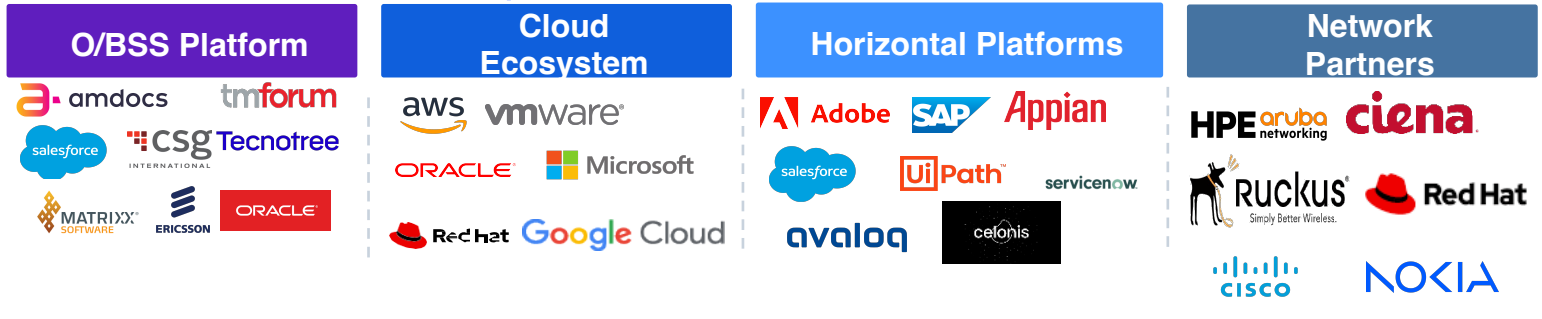 O/BSS Platform
amdocs
tmforum
salesforce
CSG
INTERNATIONAL
Tecnotree
MATRIXX
SOFTWARE
ERICSSON
ORACLE
Cloud
Ecosystem
aws
vmware®
ORACLE
Microsoft
Red hat
Google Cloud
Horizontal Platforms
Adobe
SAP
Appian
salesforce
UiPath™
servicenow
avaloq
celonis
Network
Partners
HPE aruba
networking
ciena
RUCKUS®
Simply Better Wireless.
Red Hat
CISCO
NOKIA